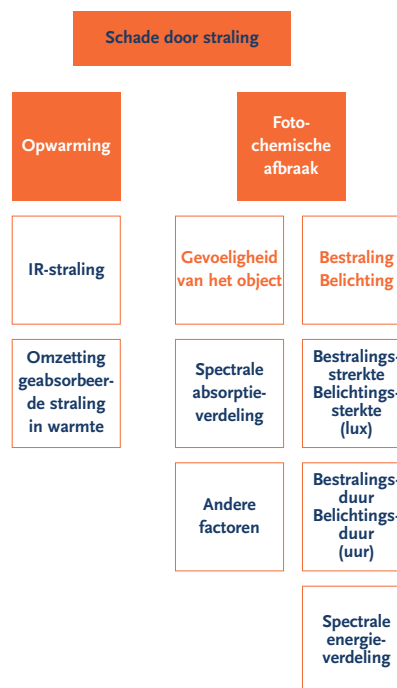 Schade door straling
Opwarming
Foto-
chemische
afbraak
IR-straling
Gevoeligheid
van het object
Bestraling
Belichting
Omzetting
geabsorbeer-
de straling
in warmte
Spectrale
absorptie-
verdeling
Bestralings-
strerkte
Belichtings-
sterkte
(lux)
Andere
factoren
Bestralings-
duur
Belichtings-
duur
(uur)
Spectrale
energie-
verdeling